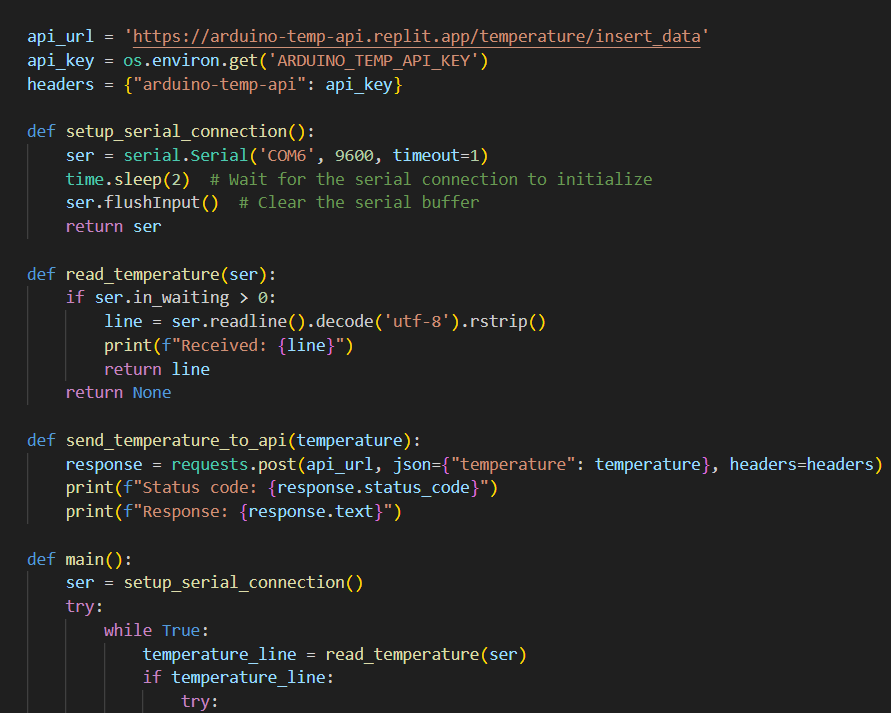 api_url = 'https://arduino-temp-api.replit.app/temperature/insert_data'
api_key = os.environ.get('ARDUINO_TEMP_API_KEY')
headers = {"arduino-temp-api": api_key}

def setup_serial_connection():
    ser = serial.Serial('COM6', 9600, timeout=1)
    time.sleep(2)  # Wait for the serial connection to initialize
    ser.flushInput()  # Clear the serial buffer
    return ser

def read_temperature(ser):
    if ser.in_waiting > 0:
        line = ser.readline().decode('utf-8').rstrip()
        print(f"Received: {line}")
        return line
    return None

def send_temperature_to_api(temperature):
    response = requests.post(api_url, json={"temperature": temperature}, headers=headers)
    print(f"Status code: {response.status_code}")
    print(f"Response: {response.text}")

def main():
    ser = setup_serial_connection()
    try:
        while True:
            temperature_line = read_temperature(ser)
            if temperature_line:
                try: